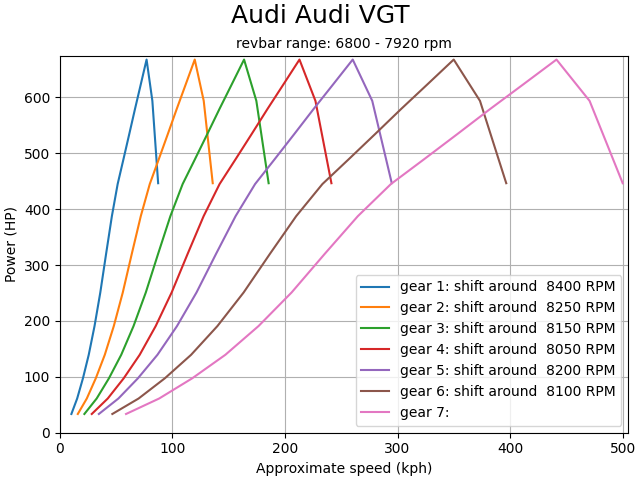 Audi Audi VGT
revbar range: 6800 - 7920 rpm
Power (HP)
600
500
400
300
200
100
0
gear 1: shift around  8400 RPM
gear 2: shift around  8250 RPM
gear 3: shift around  8150 RPM
gear 4: shift around  8050 RPM
gear 5: shift around  8200 RPM
gear 6: shift around  8100 RPM
gear 7:
0 100 200 300 400 500
Approximate speed (kph)